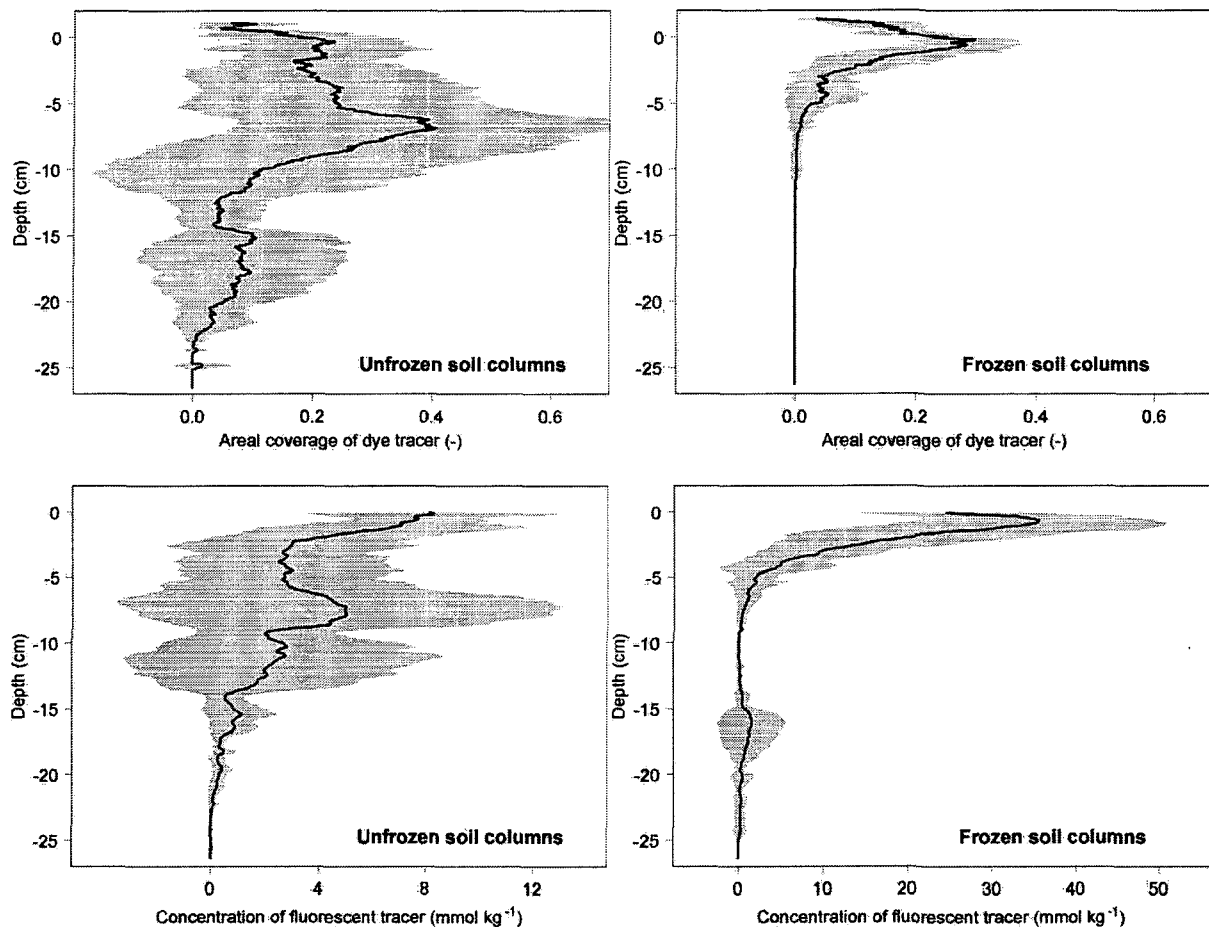 0
-5
-10
-15
-20
-25
Depth (cm)
Unfrozen soil columns
0.0 0.2 0.4 0.6
Areal coverage of dye tracer (-)
0
-5
-10
-15
-20
-25
Depth (cm)
Frozen soil columns
0.0 0.2 0.4 0.6
Areal coverage of dye tracer (-)
0
-5
-10
-15
-20
-25
Depth (cm)
Unfrozen soil columns
0 4 8 12
Concentration of fluorescent tracer (mmol kg⁻¹)
0
-5
-10
-15
-20
-25
Depth (cm)
Frozen soil columns
0 10 20 30 40 50
Concentration of fluorescent tracer (mmol kg⁻¹)